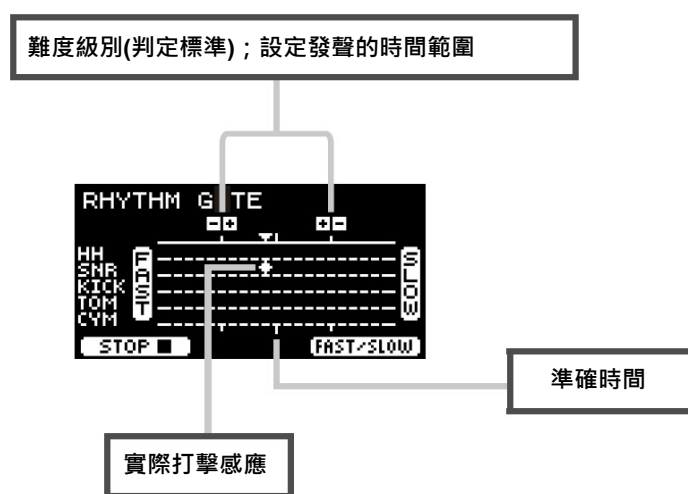 難度級別(判定標準)；設定發聲的時間範圍
RHYTHM G TE
HH
SNR
KICK
TOM
CYM
FAST
SLOW
STOP ■
FAST/SLOW
準確時間
實際打擊感應